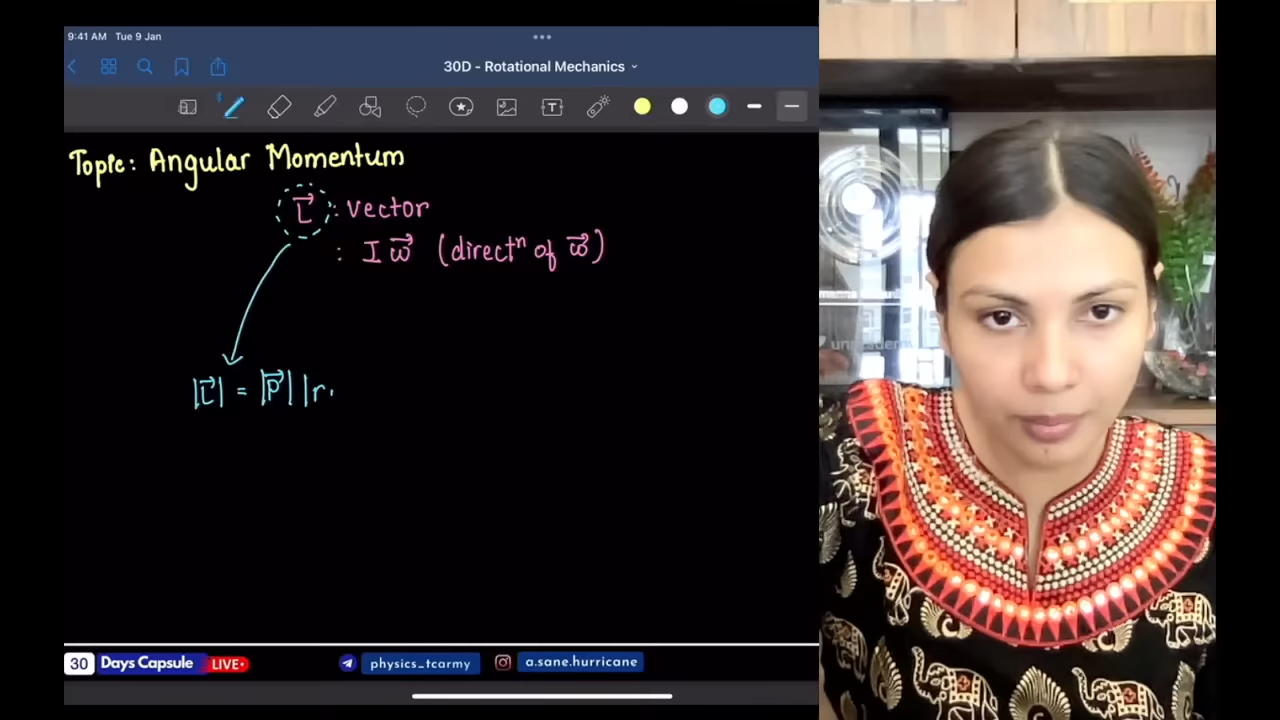 9:41 AM Tue 9 Jan
30D - Rotational Mechanics
Topic: Angular Momentum
L⃗ : vector
: I ω⃗ (directⁿ of ω⃗)
|L⃗| = |p⃗| |r
30 Days Capsule LIVE
physics_tcarmy
a.sane.hurricane